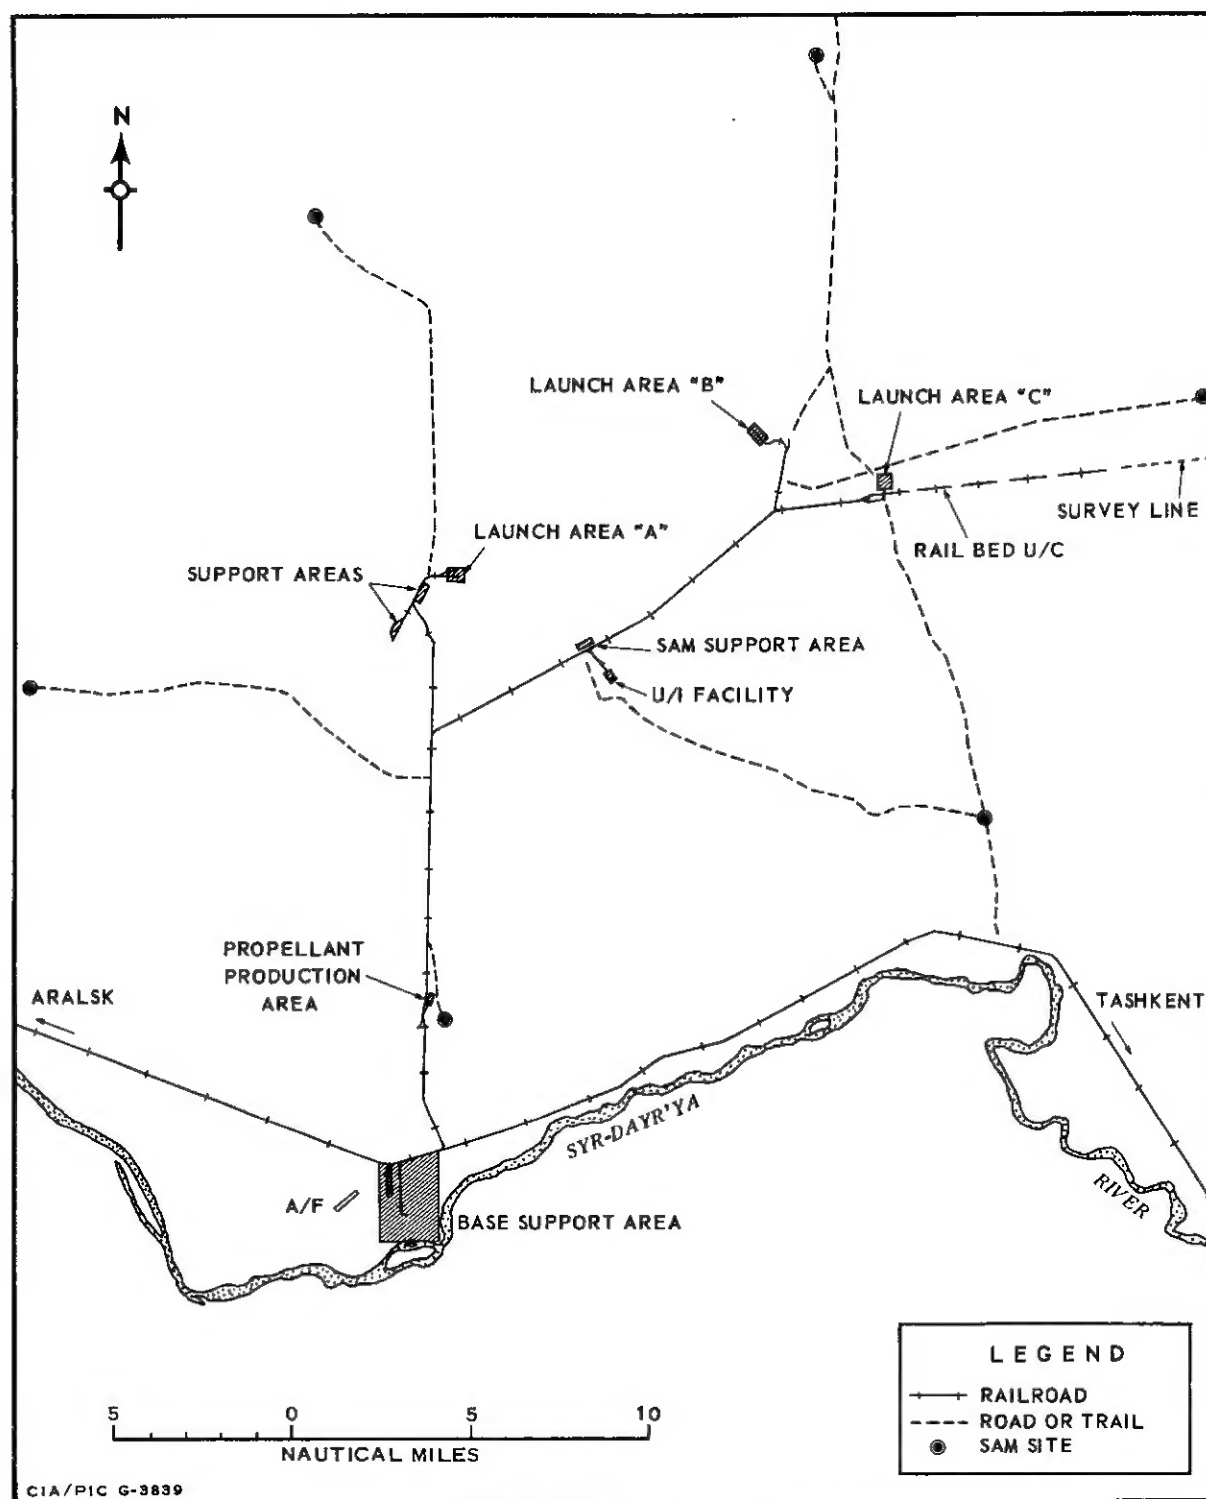 N
LAUNCH AREA "B"
LAUNCH AREA "C"
SURVEY LINE
RAIL BED U/C
LAUNCH AREA "A"
SUPPORT AREAS
SAM SUPPORT AREA
U/I FACILITY
PROPELLANT
PRODUCTION
AREA
ARALSK
TASHKENT
SYR-DAYR'YA
RIVER
A/F
BASE SUPPORT AREA
LEGEND
RAILROAD
ROAD OR TRAIL
SAM SITE
5 0 5 10
NAUTICAL MILES
CIA/PIC G-3839